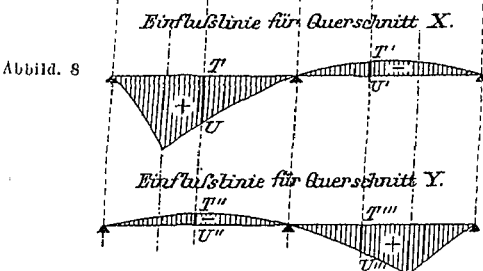 Einflußlinie für Querschnitt X.
Abbild. 8
T T'
+ −
U U'
Einflußlinie für Querschnitt Y.
T'' T'''
− +
U'' U'''